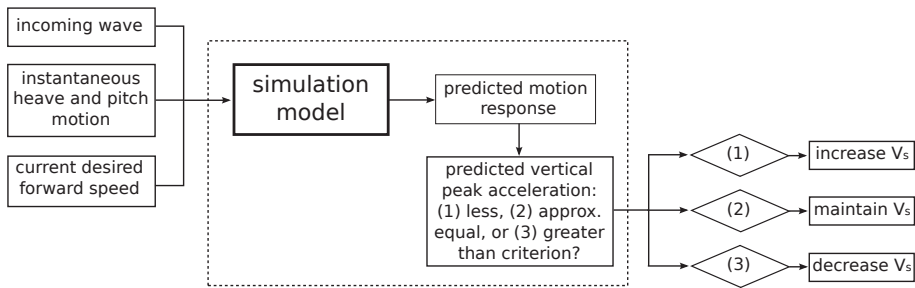 incoming wave
instantaneous
heave and pitch
motion
current desired
forward speed
simulation
model
predicted motion
response
predicted vertical
peak acceleration:
(1) less, (2) approx.
equal, or (3) greater
than criterion?
(1)
increase Vs
(2)
maintain Vs
(3)
decrease Vs